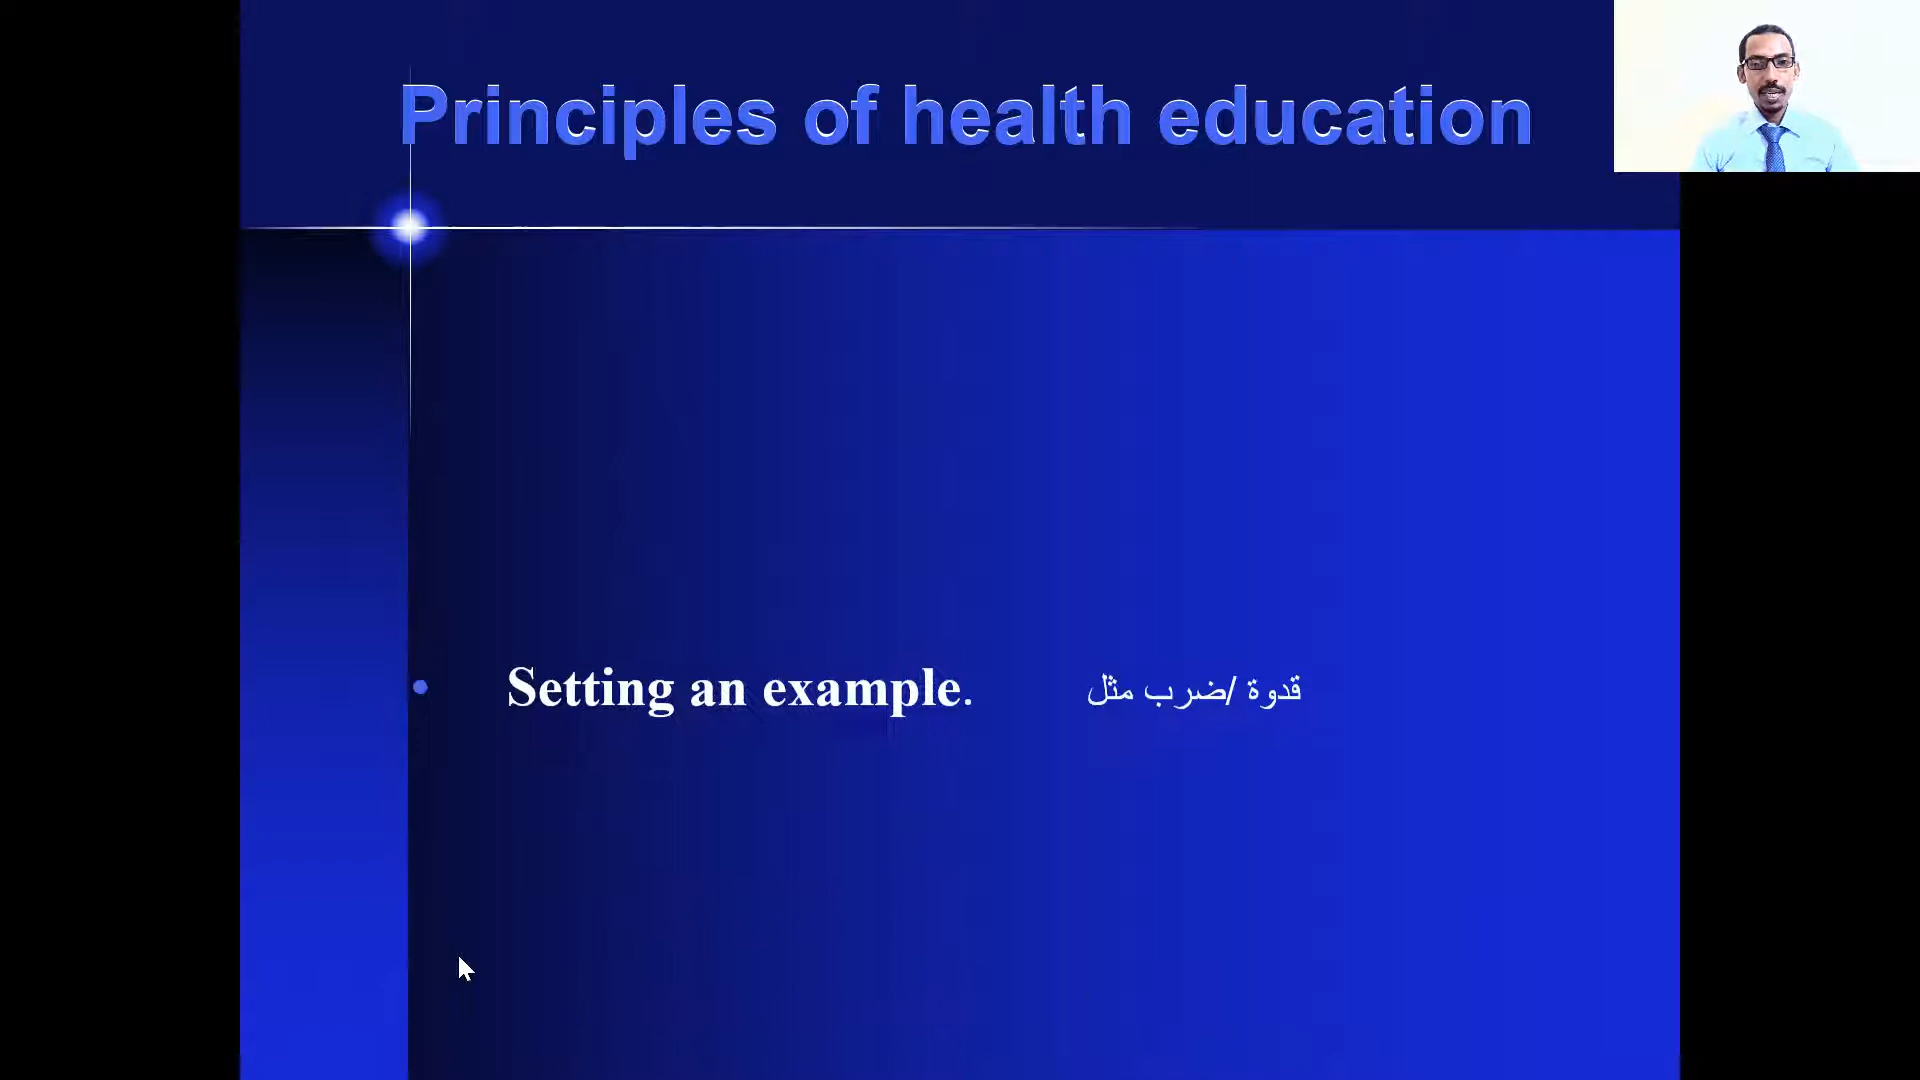 Principles of health education
• Setting an example. قدوة /ضرب مثل